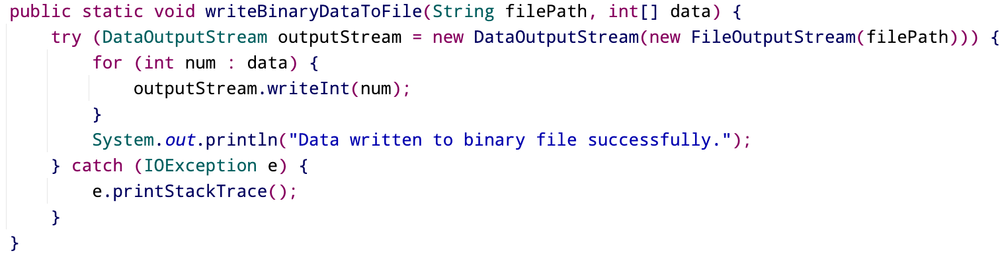 public static void writeBinaryDataToFile(String filePath, int[] data) {
    try (DataOutputStream outputStream = new DataOutputStream(new FileOutputStream(filePath))) {
        for (int num : data) {
            outputStream.writeInt(num);
        }
        System.out.println("Data written to binary file successfully.");
    } catch (IOException e) {
        e.printStackTrace();
    }
}